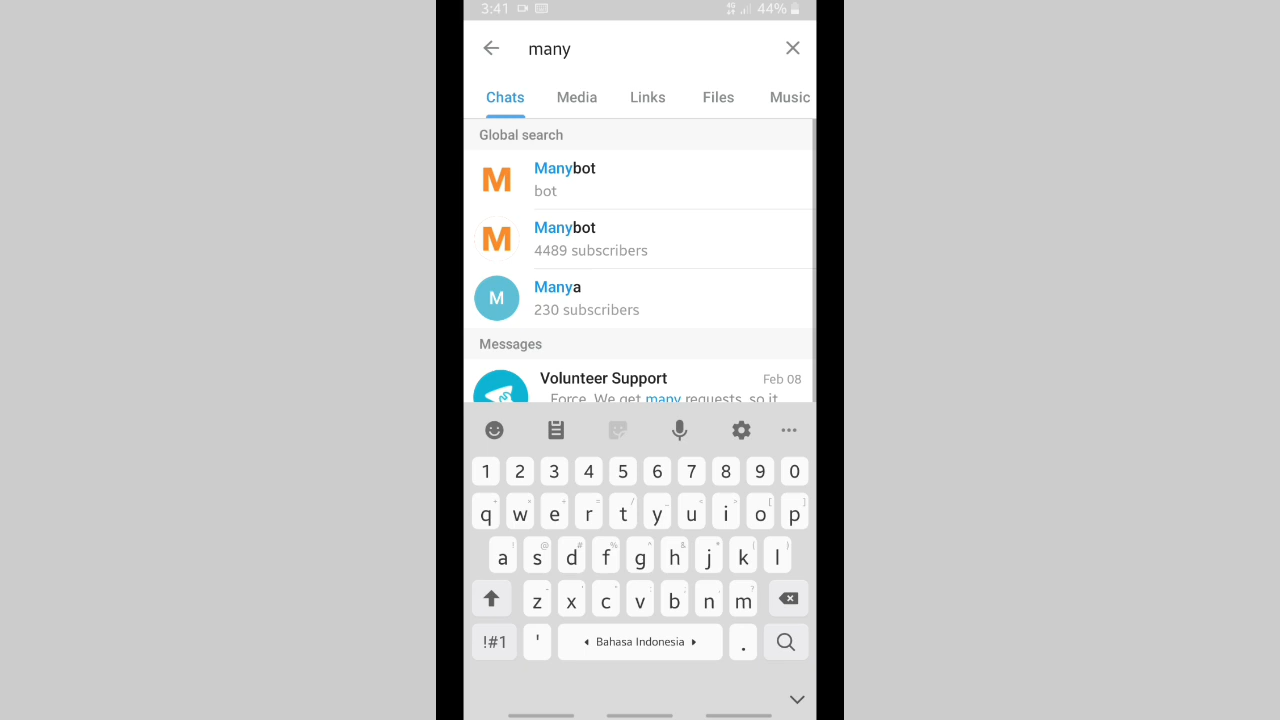 3:41 4G 44%
many
Chats Media Links Files Music
Global search
M Manybot
bot
M Manybot
4489 subscribers
M Manya
230 subscribers
Messages
Volunteer Support Feb 08
Force. We get many requests, so it
1 2 3 4 5 6 7 8 9 0
q w e r t y u i o p
a s d f g h j k l
z x c v b n m
!#1 ' Bahasa Indonesia .